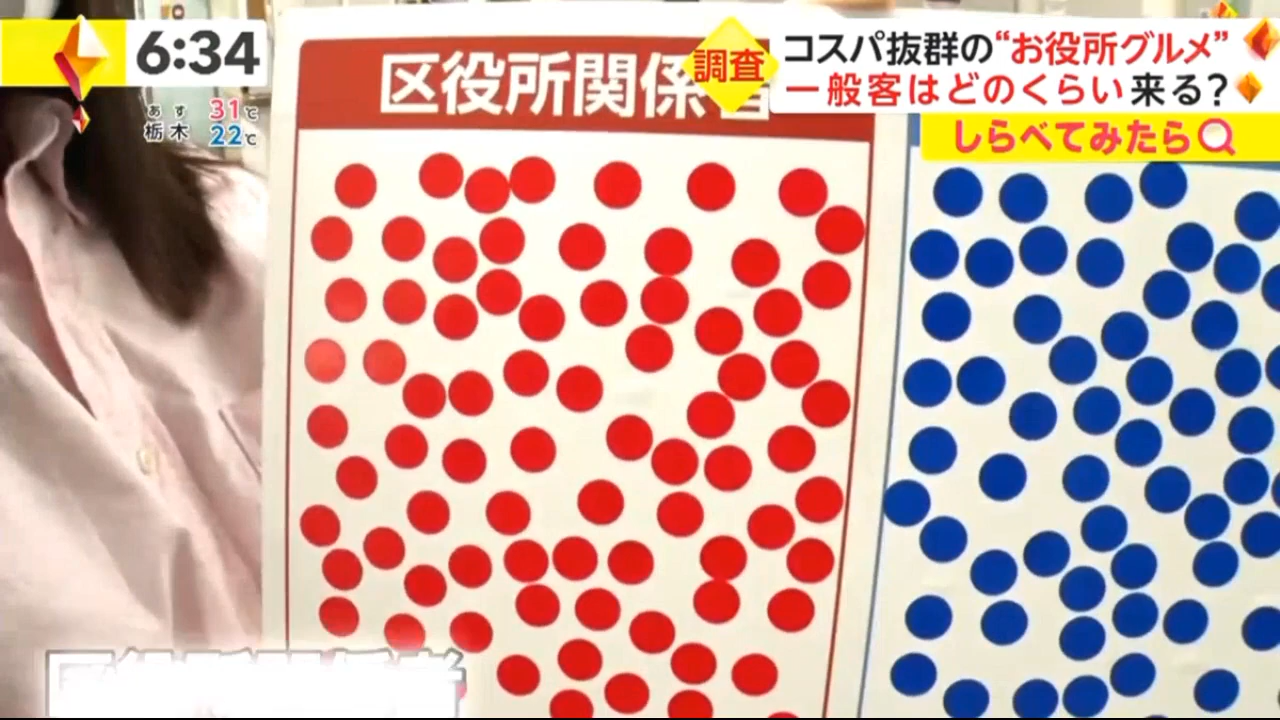 6:34
あす
栃木
31℃
22℃
区役所関係者
調査
コスパ抜群の“お役所グルメ”
一般客はどのくらい来る?
しらべてみたら